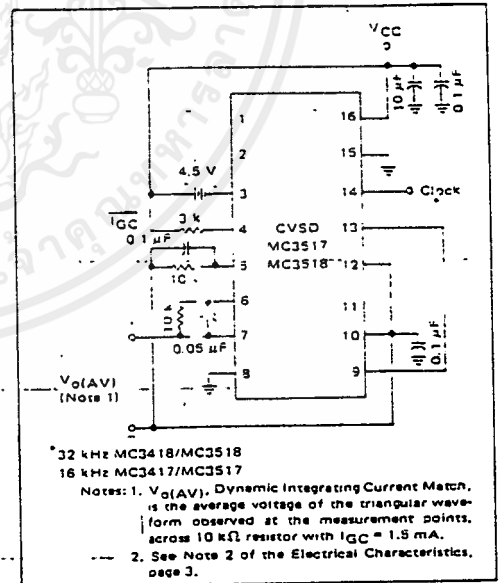 VCC
10 µF
0.1 µF
1
2
3
4
5
6
7
8
16
15
14
13
12
11
10
9
4.5 V
IGC
3 k
0.1 µF
10
10 k
0.05 µF
0.1 µF
CVSD
MC3517
MC3518
Clock
*
Vo(AV)
(Note 1)
*32 kHz MC3418/MC3518
16 kHz MC3417/MC3517
Notes: 1. Vo(AV), Dynamic Integrating Current Match,
is the average voltage of the triangular wave-
form observed at the measurement points,
across 10 kΩ resistor with IGC = 1.5 mA.
2. See Note 2 of the Electrical Characteristics,
page 3.